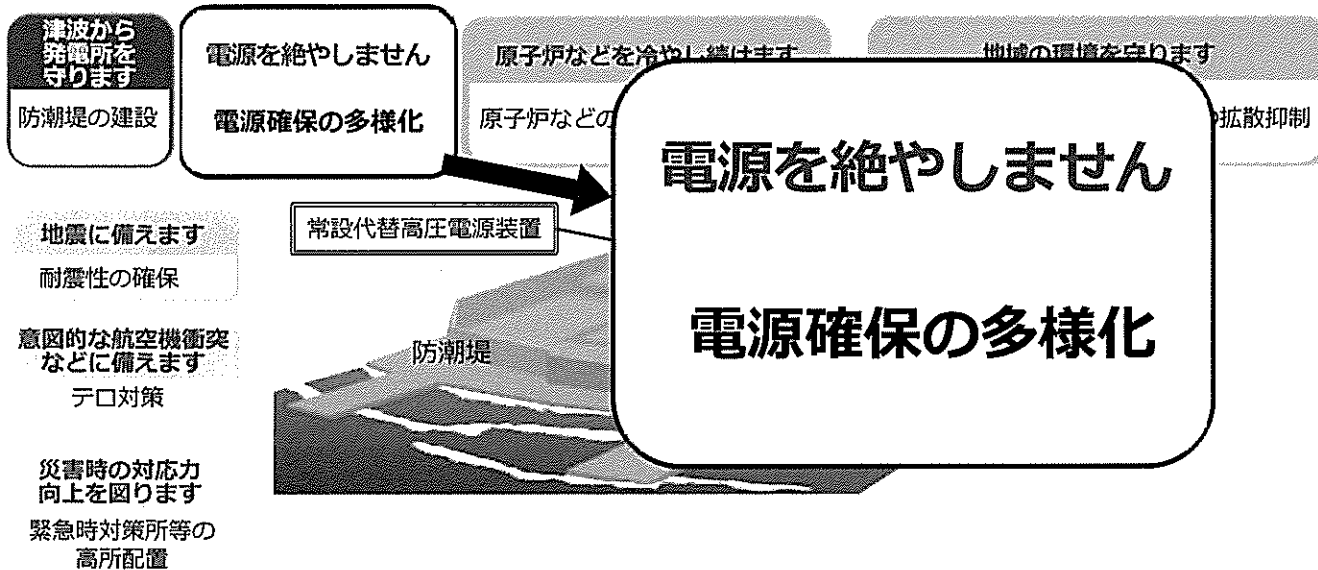 津波から
発電所を
守ります
防潮堤の建設
電源を絶やしません
電源確保の多様化
原子炉などを冷やし続けます
原子炉などの
地域の環境を守ります
拡散抑制
電源を絶やしません
電源確保の多様化
常設代替高圧電源装置
防潮堤
地震に備えます
耐震性の確保
意図的な航空機衝突
などに備えます
テロ対策
災害時の対応力
向上を図ります
緊急時対策所等の
高所配置